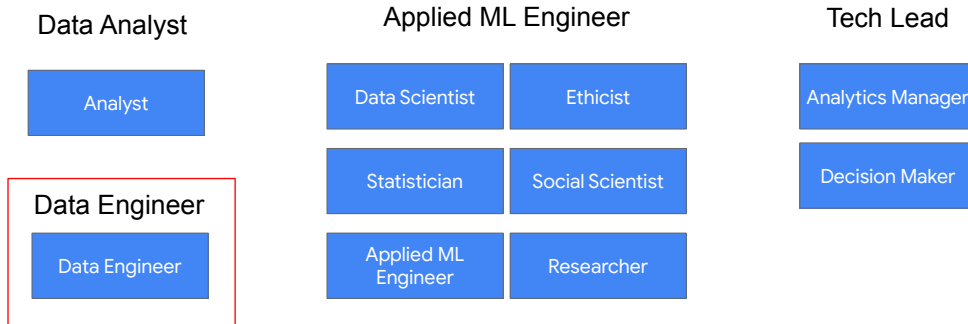 Data Analyst
Analyst
Data Engineer
Data Engineer
Applied ML Engineer
Data Scientist
Ethicist
Statistician
Social Scientist
Applied ML
Engineer
Researcher
Tech Lead
Analytics Manager
Decision Maker